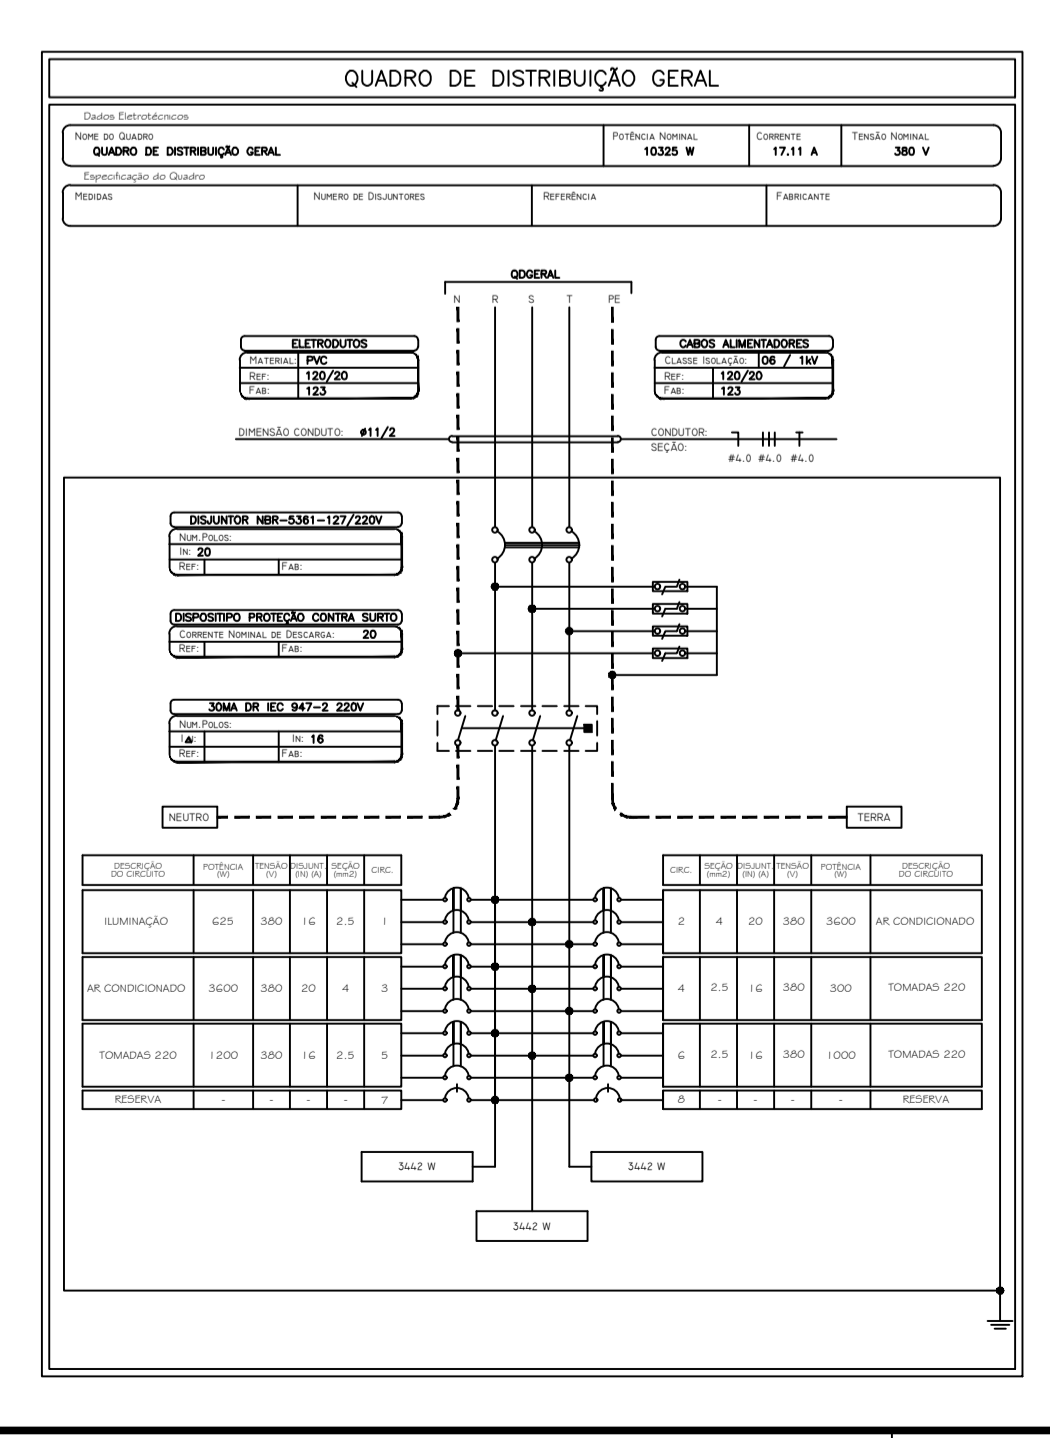 QUADRO DE DISTRIBUIÇÃO GERAL
Dados Eletrotécnicos
NOME DO QUADRO
QUADRO DE DISTRIBUIÇÃO GERAL
POTÊNCIA NOMINAL
10325 W
CORRENTE
17.11 A
TENSÃO NOMINAL
380 V
Especificação do Quadro
MEDIDAS
NUMERO DE DISJUNTORES
REFERÊNCIA
FABRICANTE
QDGERAL
N R S T PE
ELETRODUTOS
MATERIAL: PVC
REF: 120/20
FAB: 123
CABOS ALIMENTADORES
CLASSE ISOLAÇÃO: 06 / 1kV
REF: 120/20
FAB: 123
DIMENSÃO CONDUTO: ø11/2
CONDUTOR:
SEÇÃO:
#4.0 #4.0 #4.0
DISJUNTOR NBR-5361-127/220V
NUM.POLOS:
IN: 20
REF: FAB:
DISPOSITIPO PROTEÇÃO CONTRA SURTO
CORRENTE NOMINAL DE DESCARGA: 20
REF: FAB:
30MA DR IEC 947-2 220V
NUM.POLOS:
I▲: IN: 16
REF: FAB:
NEUTRO
TERRA
DESCRIÇÃO DO CIRCUITO POTÊNCIA (W) TENSÃO (V) DISJUNT. (IN) (A) SEÇÃO (mm2) CIRC.
ILUMINAÇÃO 625 380 16 2.5 1
AR CONDICIONADO 3600 380 20 4 3
TOMADAS 220 1200 380 16 2.5 5
RESERVA - - - - 7
CIRC. SEÇÃO (mm2) DISJUNT. (IN) (A) TENSÃO (V) POTÊNCIA (W) DESCRIÇÃO DO CIRCUITO
2 4 20 380 3600 AR CONDICIONADO
4 2.5 16 380 300 TOMADAS 220
6 2.5 16 380 1000 TOMADAS 220
8 - - - - RESERVA
3442 W
3442 W
3442 W